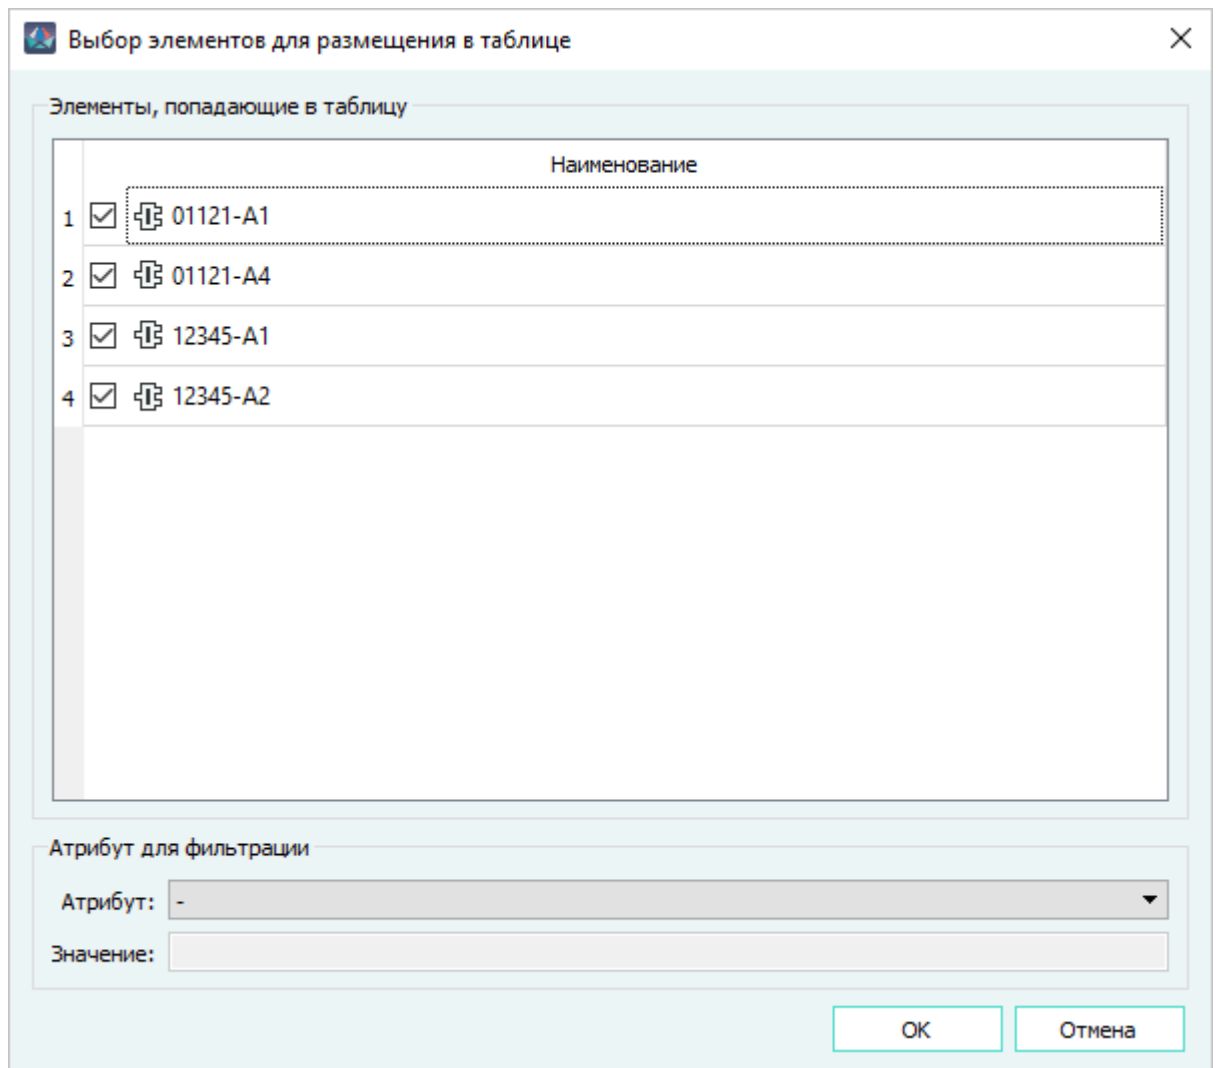 Выбор элементов для размещения в таблице
Элементы, попадающие в таблицу
Наименование
1 01121-A1
2 01121-A4
3 12345-A1
4 12345-A2
Атрибут для фильтрации
Атрибут: -
Значение:
OK Отмена